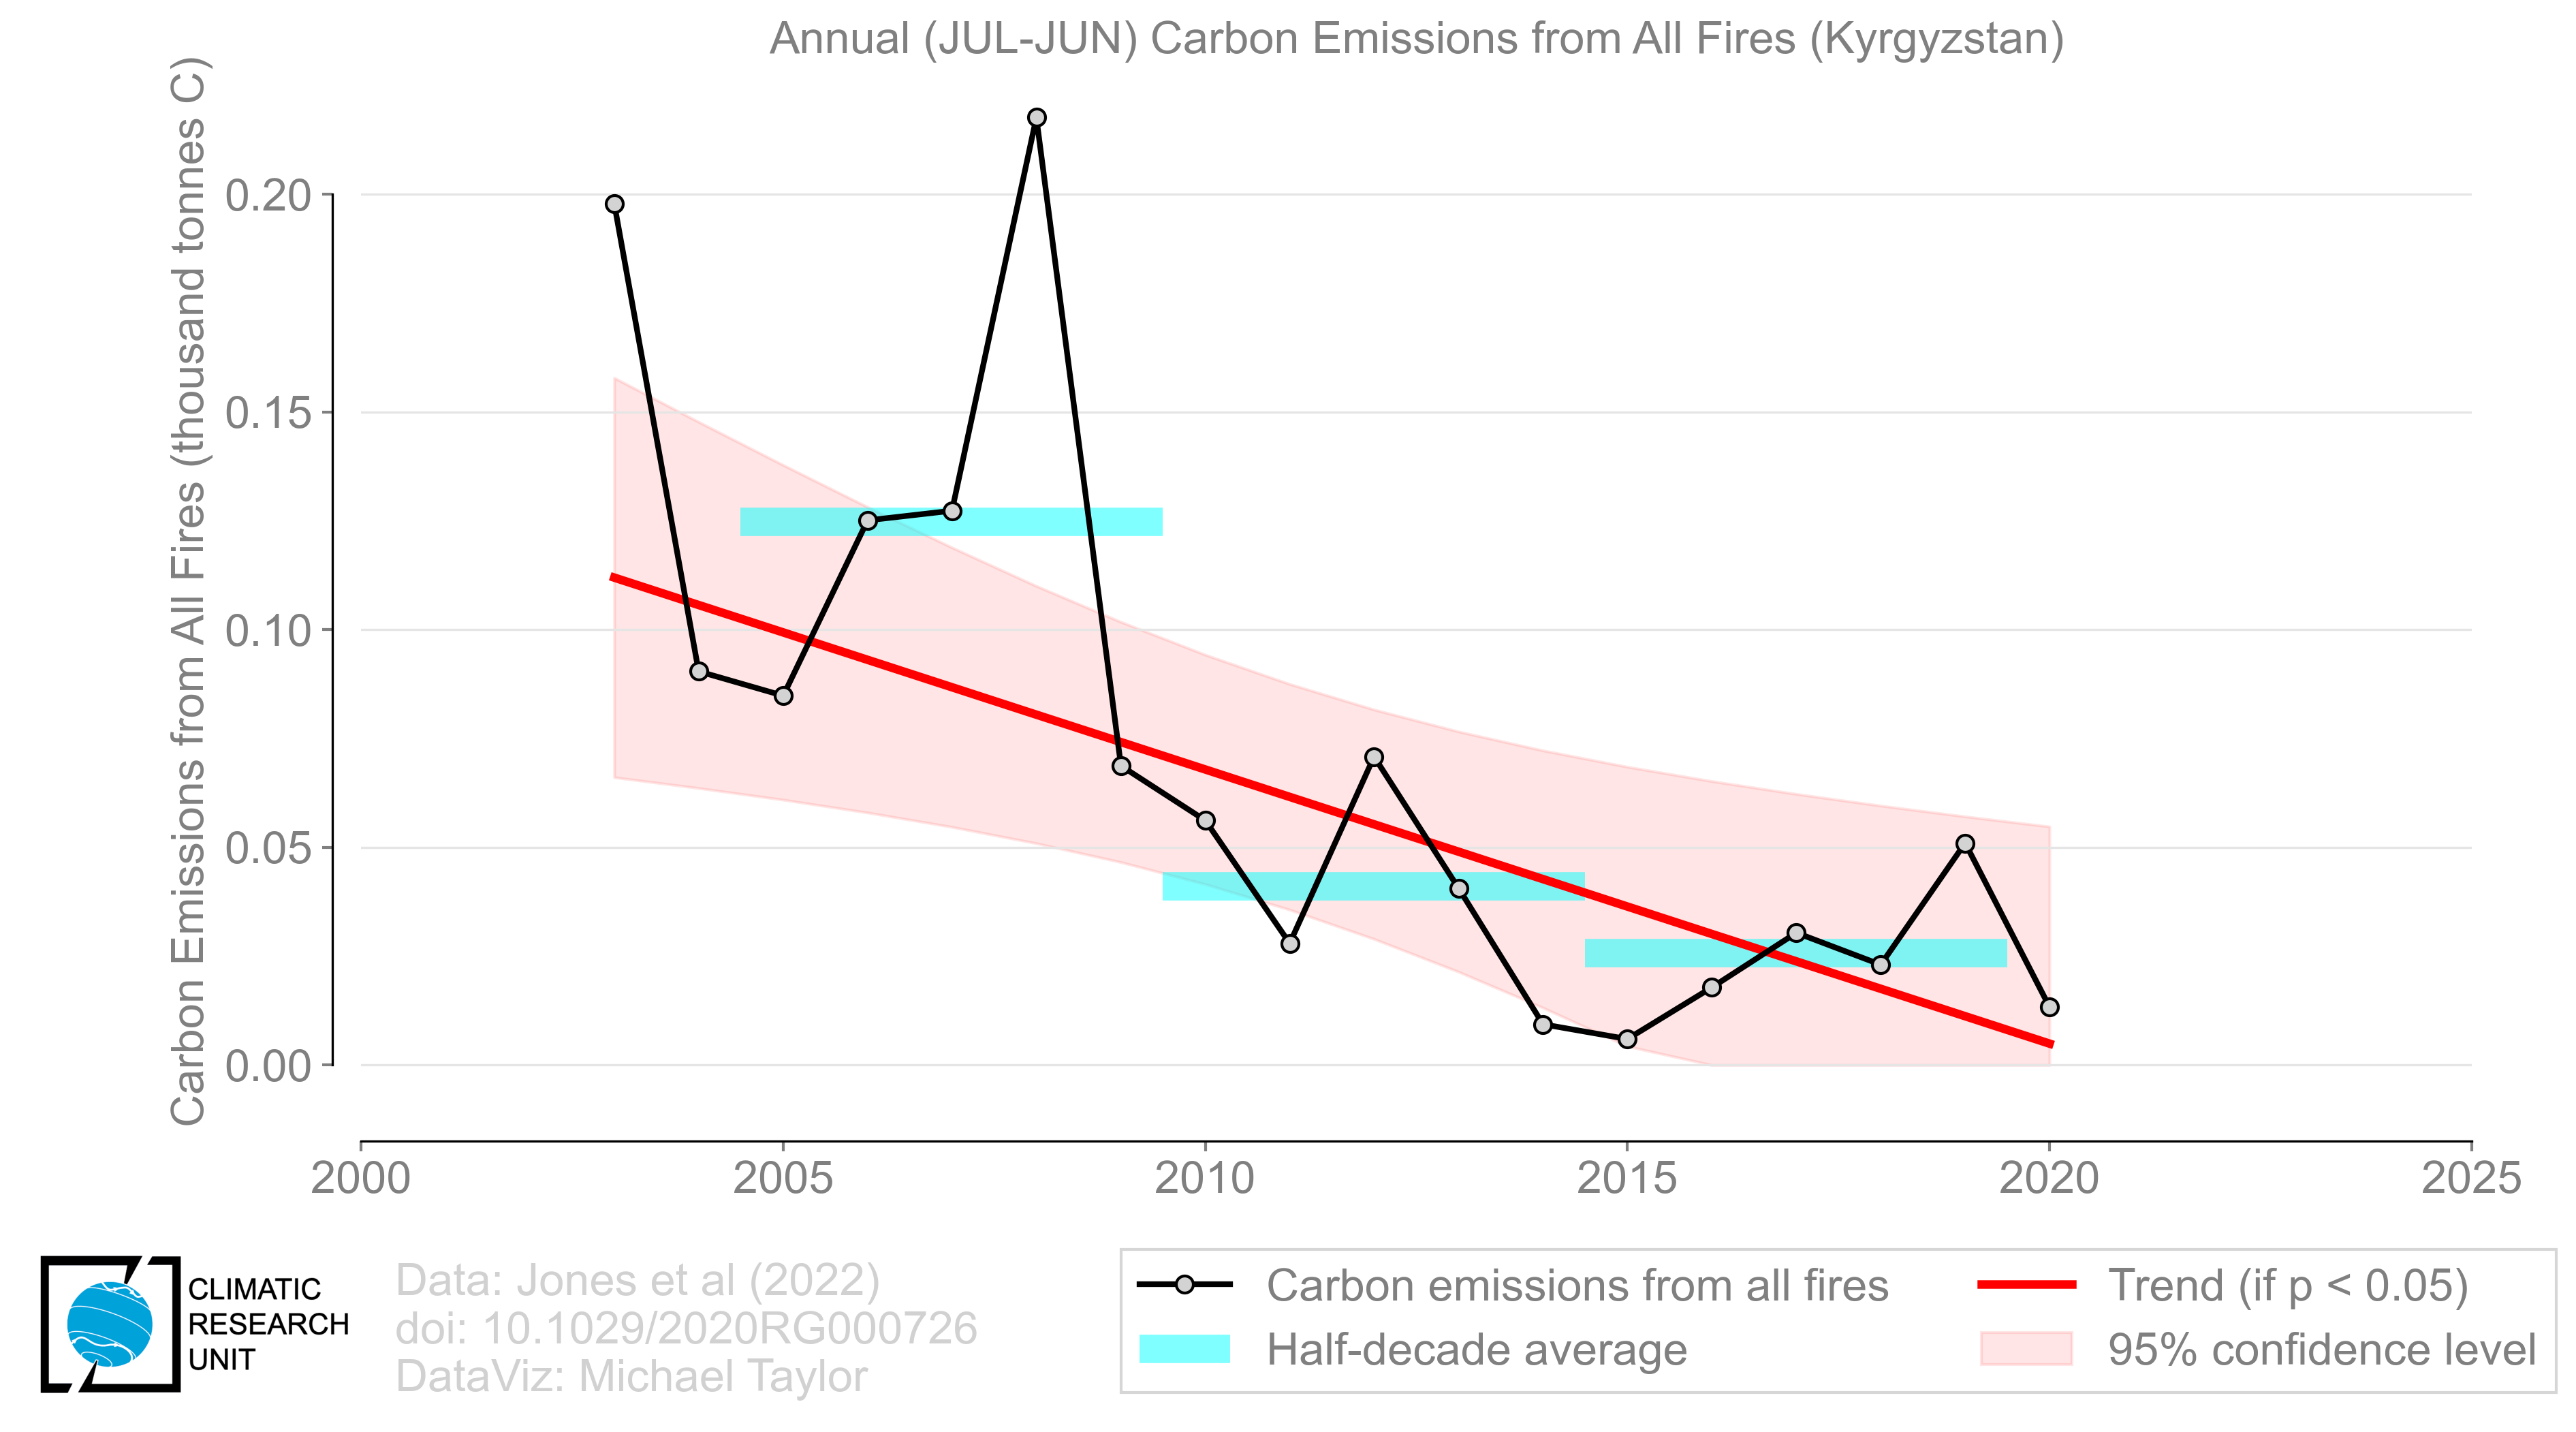 Annual (JUL-JUN) Carbon Emissions from All Fires (Kyrgyzstan)
Carbon Emissions from All Fires (thousand tonnes C)
0.20
0.15
0.10
0.05
0.00
2000 2005 2010 2015 2020 2025
CLIMATIC
RESEARCH
UNIT
Data: Jones et al (2022)
doi: 10.1029/2020RG000726
DataViz: Michael Taylor
Carbon emissions from all fires
Half-decade average
Trend (if p < 0.05)
95% confidence level